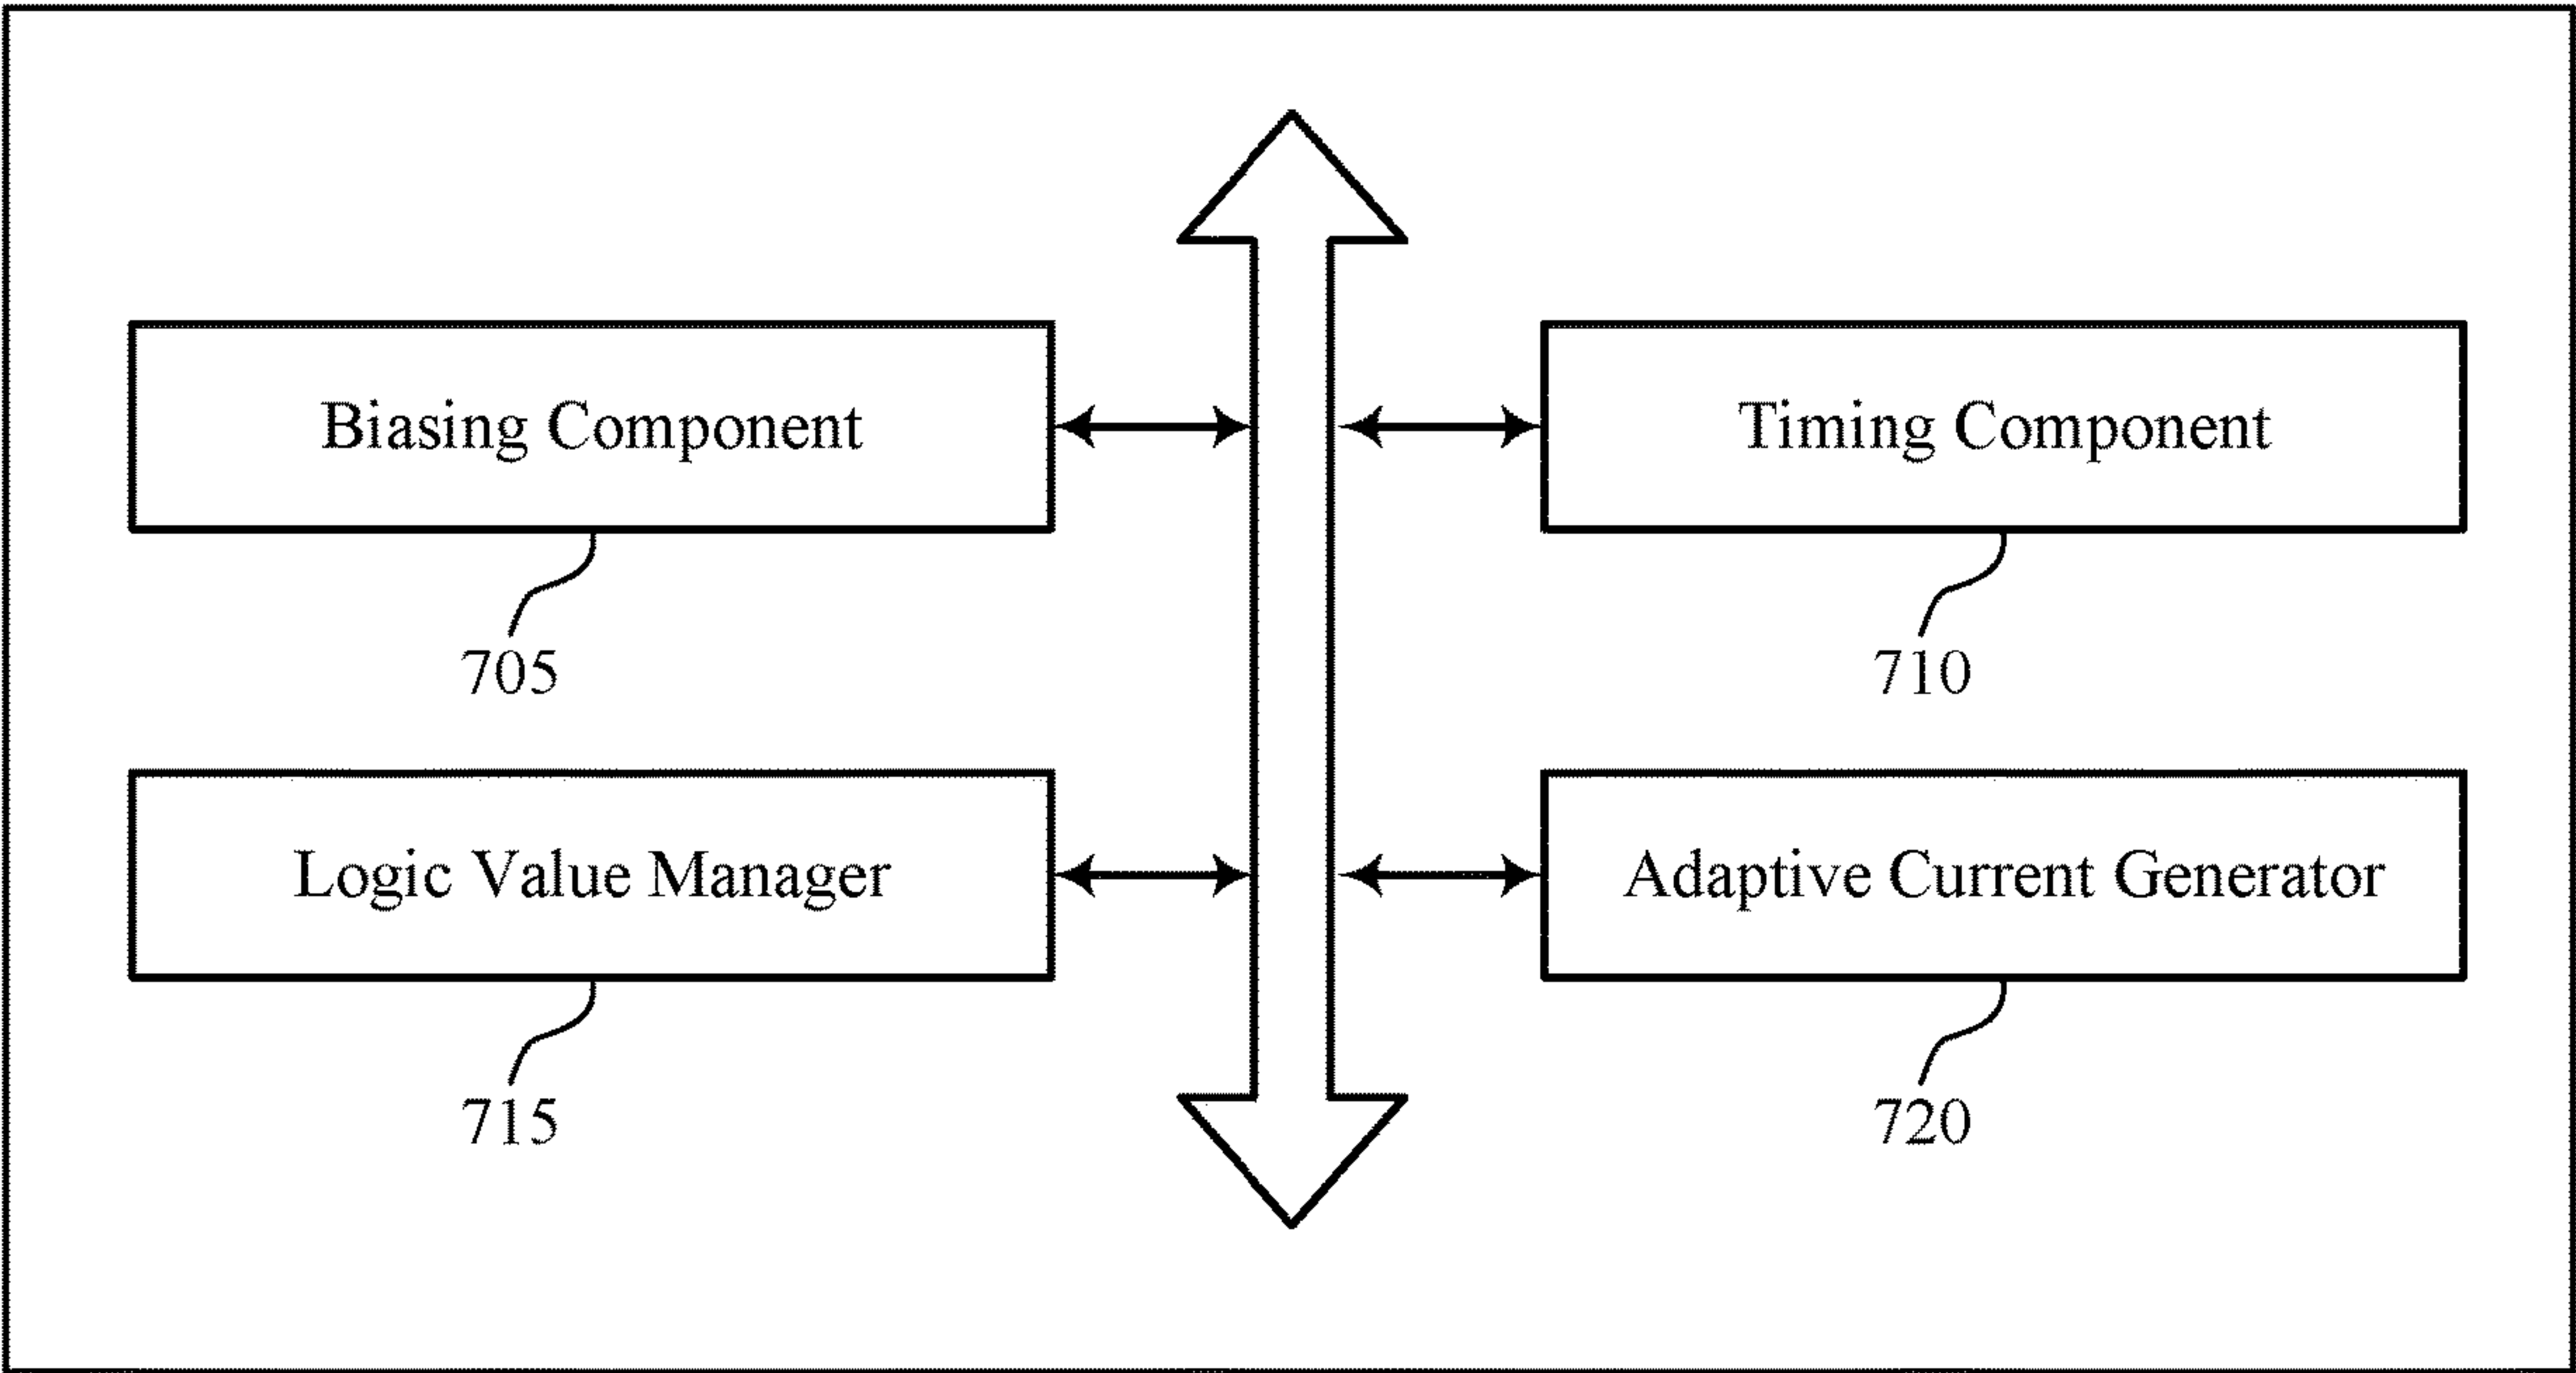 Biasing Component
Timing Component
705
710
Logic Value Manager
Adaptive Current Generator
715
720